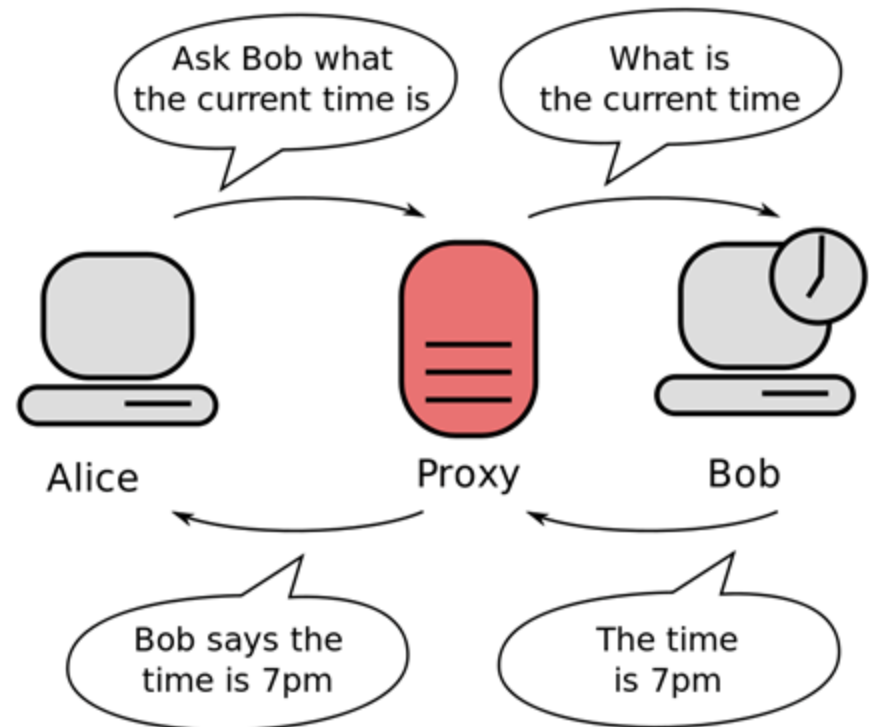 Ask Bob what
the current time is
What is
the current time
Alice
Proxy
Bob
Bob says the
time is 7pm
The time
is 7pm